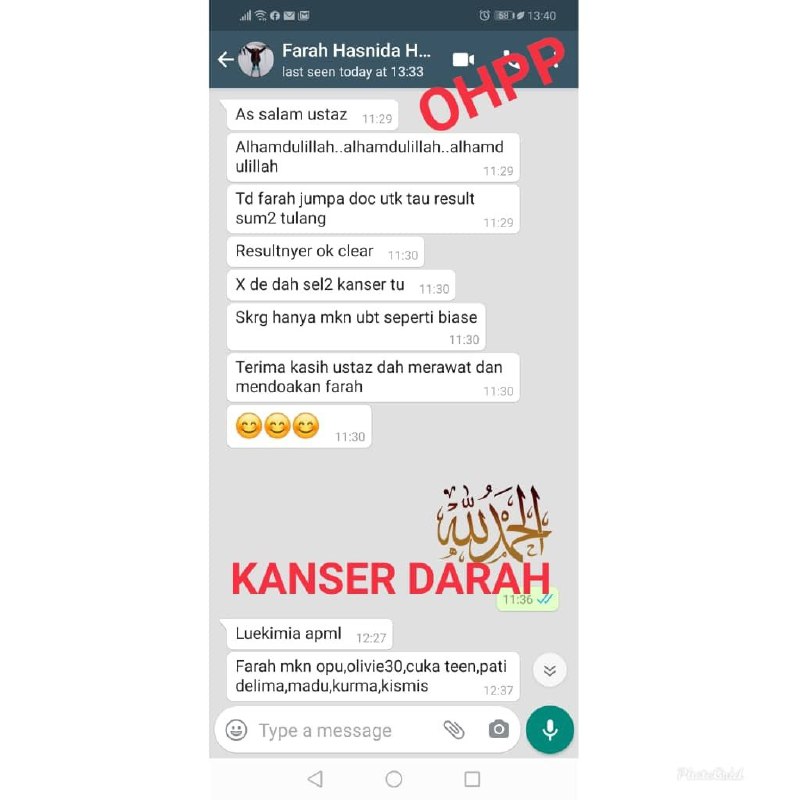 58 13:40
Farah Hasnida H...
last seen today at 13:33
OHPP
As salam ustaz 11:29
Alhamdulillah..alhamdulillah..alhamd
ulillah 11:29
Td farah jumpa doc utk tau result
sum2 tulang 11:29
Resultnyer ok clear 11:30
X de dah sel2 kanser tu 11:30
Skrg hanya mkn ubt seperti biase
11:30
Terima kasih ustaz dah merawat dan
mendoakan farah 11:30
11:30
الحمد لله
KANSER DARAH
11:36
Luekimia apml 12:27
Farah mkn opu,olivie30,cuka teen,pati
delima,madu,kurma,kismis 12:37
Type a message
PhotoGrid